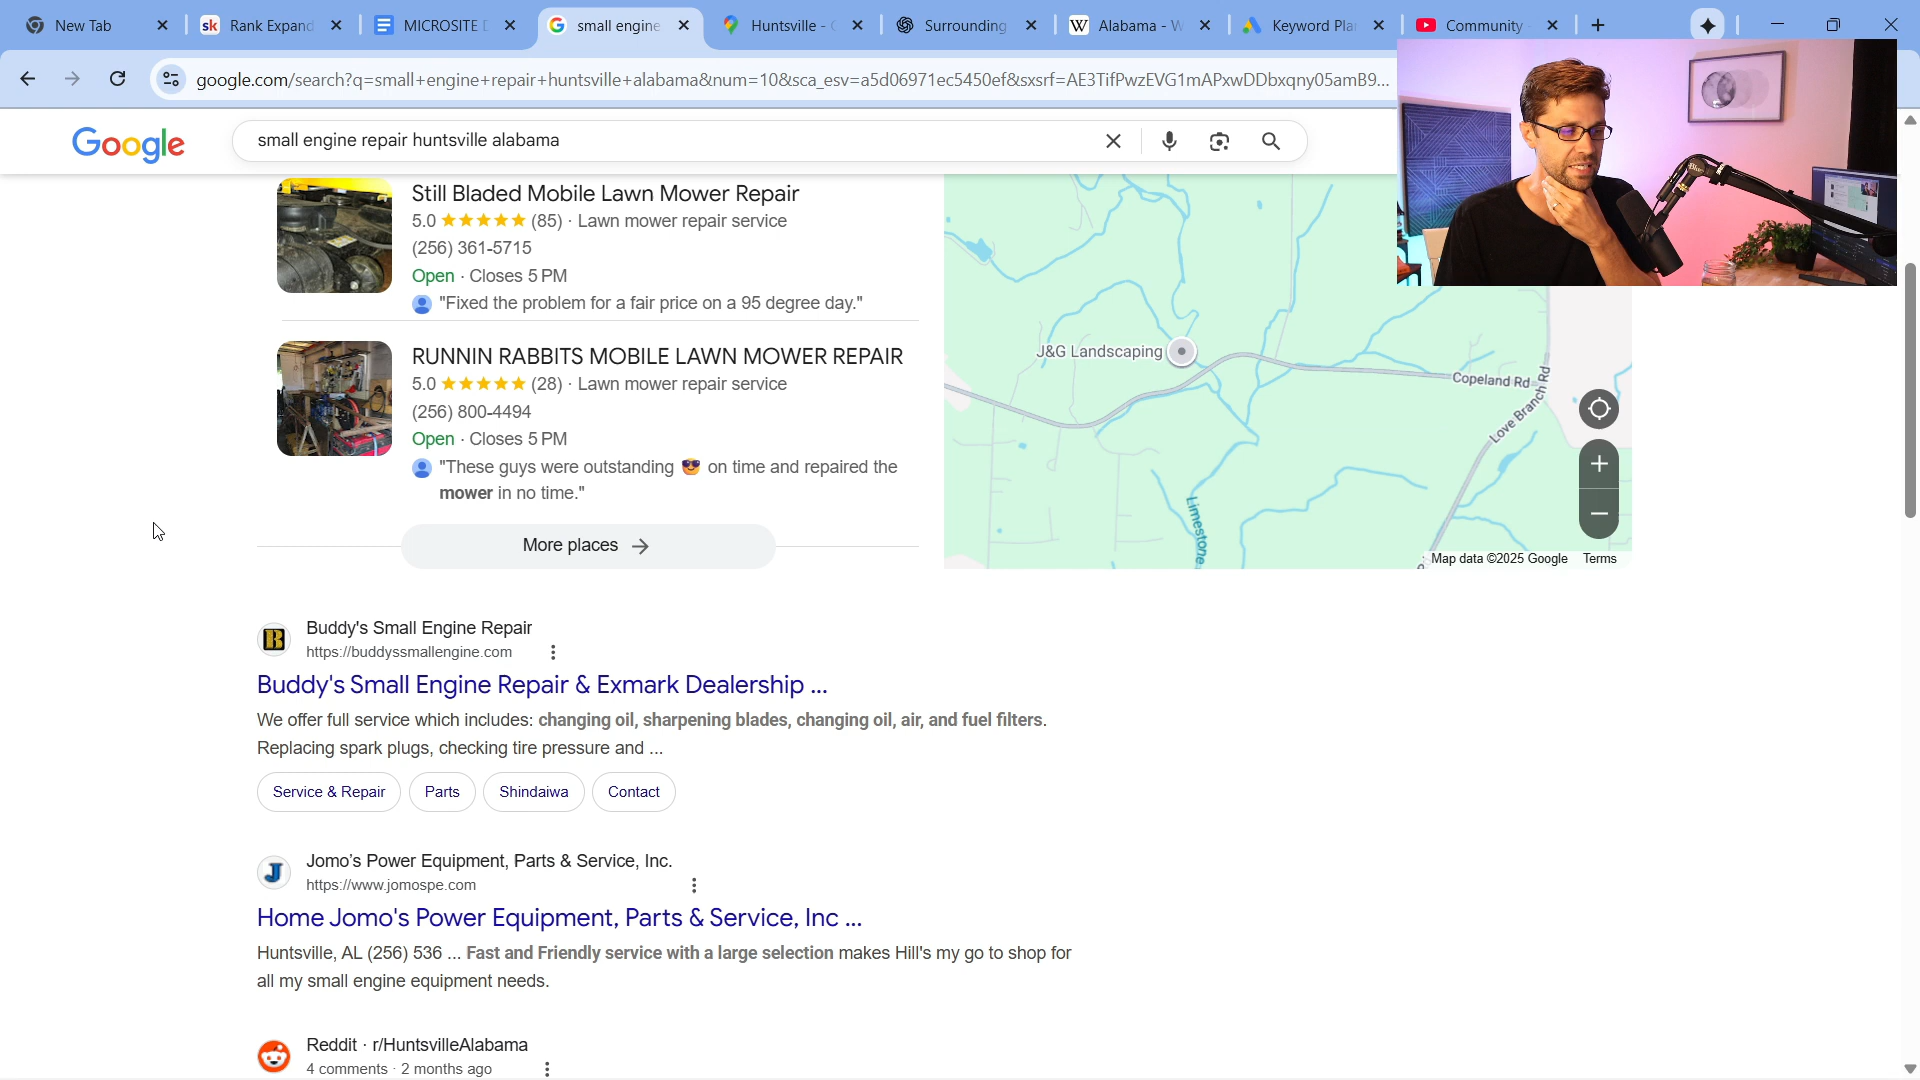 New Tab
Rank Expand
MICROSITE
small engine
Huntsville -
Surrounding
Alabama - W
Keyword Pla
Community
google.com/search?q=small+engine+repair+huntsville+alabama&num=10&sca_esv=a5d06971ec5450ef&sxsrf=AE3TifPwzEVG1mAPxwDDbxqny05amB9...
Google
small engine repair huntsville alabama
Still Bladed Mobile Lawn Mower Repair
5.0 (85) · Lawn mower repair service
(256) 361-5715
Open · Closes 5 PM
"Fixed the problem for a fair price on a 95 degree day."
RUNNIN RABBITS MOBILE LAWN MOWER REPAIR
5.0 (28) · Lawn mower repair service
(256) 800-4494
Open · Closes 5 PM
"These guys were outstanding 😎 on time and repaired the
mower in no time."
More places
J&G Landscaping
Copeland Rd
Love Branch Rd
Limestone
Map data ©2025 Google Terms
Buddy's Small Engine Repair
https://buddyssmallengine.com
Buddy's Small Engine Repair & Exmark Dealership ...
We offer full service which includes: changing oil, sharpening blades, changing oil, air, and fuel filters.
Replacing spark plugs, checking tire pressure and ...
Service & Repair
Parts
Shindaiwa
Contact
Jomo's Power Equipment, Parts & Service, Inc.
https://www.jomospe.com
Home Jomo's Power Equipment, Parts & Service, Inc ...
Huntsville, AL (256) 536 ... Fast and Friendly service with a large selection makes Hill's my go to shop for
all my small engine equipment needs.
Reddit · r/HuntsvilleAlabama
4 comments · 2 months ago